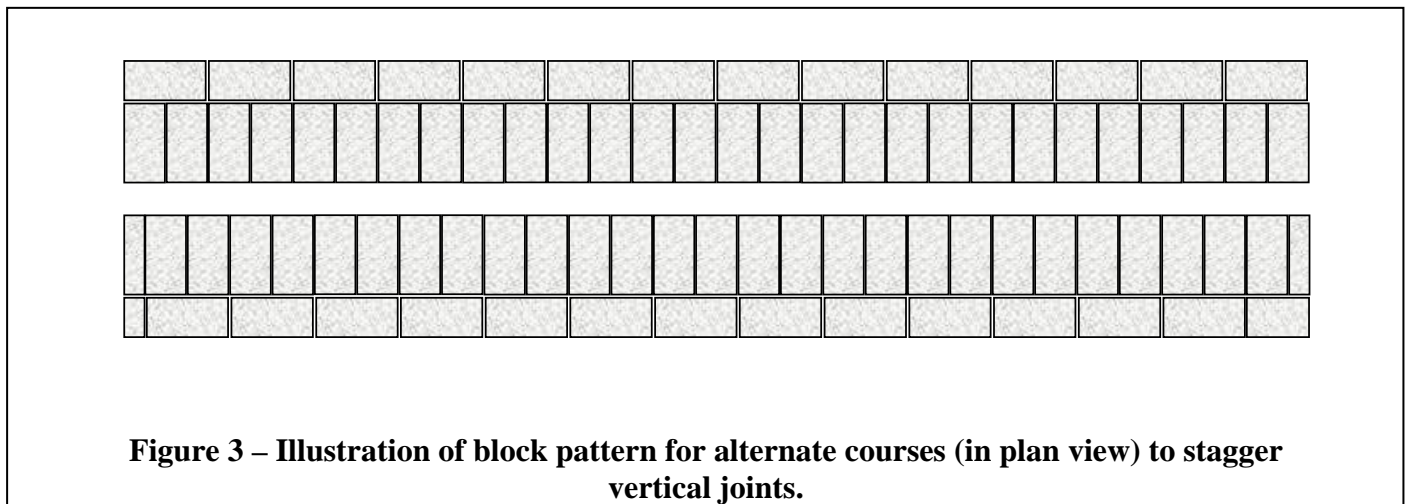 Figure 3 – Illustration of block pattern for alternate courses (in plan view) to stagger
vertical joints.